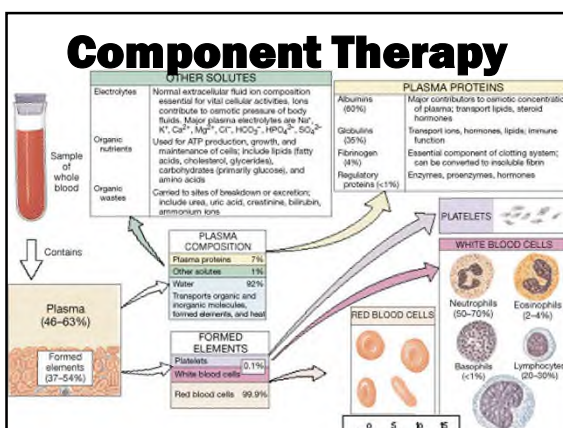 Component Therapy
OTHER SOLUTES
Electrolytes
Normal extracellular fluid ion composition
essential for vital cellular activities. Ions
contribute to osmotic pressure of body
fluids. Major plasma electrolytes are Na⁺,
K⁺, Ca²⁺, Mg²⁺, Cl⁻, HCO₃⁻, HPO₄²⁻, SO₄²⁻
Organic
nutrients
Used for ATP production, growth, and
maintenance of cells; include lipids (fatty
acids, cholesterol, glycerides),
carbohydrates (primarily glucose), and
amino acids
Organic
wastes
Carried to sites of breakdown or excretion;
include urea, uric acid, creatinine, bilirubin,
ammonium ions
PLASMA PROTEINS
Albumins
(60%)
Major contributors to osmotic concentration
of plasma; transport lipids, steroid
hormones
Globulins
(35%)
Transport ions, hormones, lipids; immune
function
Fibrinogen
(4%)
Essential component of clotting system;
can be converted to insoluble fibrin
Regulatory
proteins (<1%)
Enzymes, proenzymes, hormones
Sample
of
whole
blood
Contains
Plasma
(46–63%)
Formed
elements
(37–54%)
PLASMA
COMPOSITION
Plasma proteins 7%
Other solutes 1%
Water 92%
Transports organic and
inorganic molecules,
formed elements, and heat
FORMED
ELEMENTS
Platelets
0.1%
White blood cells
Red blood cells 99.9%
PLATELETS
WHITE BLOOD CELLS
Neutrophils
(50–70%)
Eosinophils
(2–4%)
Basophils
(<1%)
Lymphocytes
(20–30%)
RED BLOOD CELLS
0 5 10 15